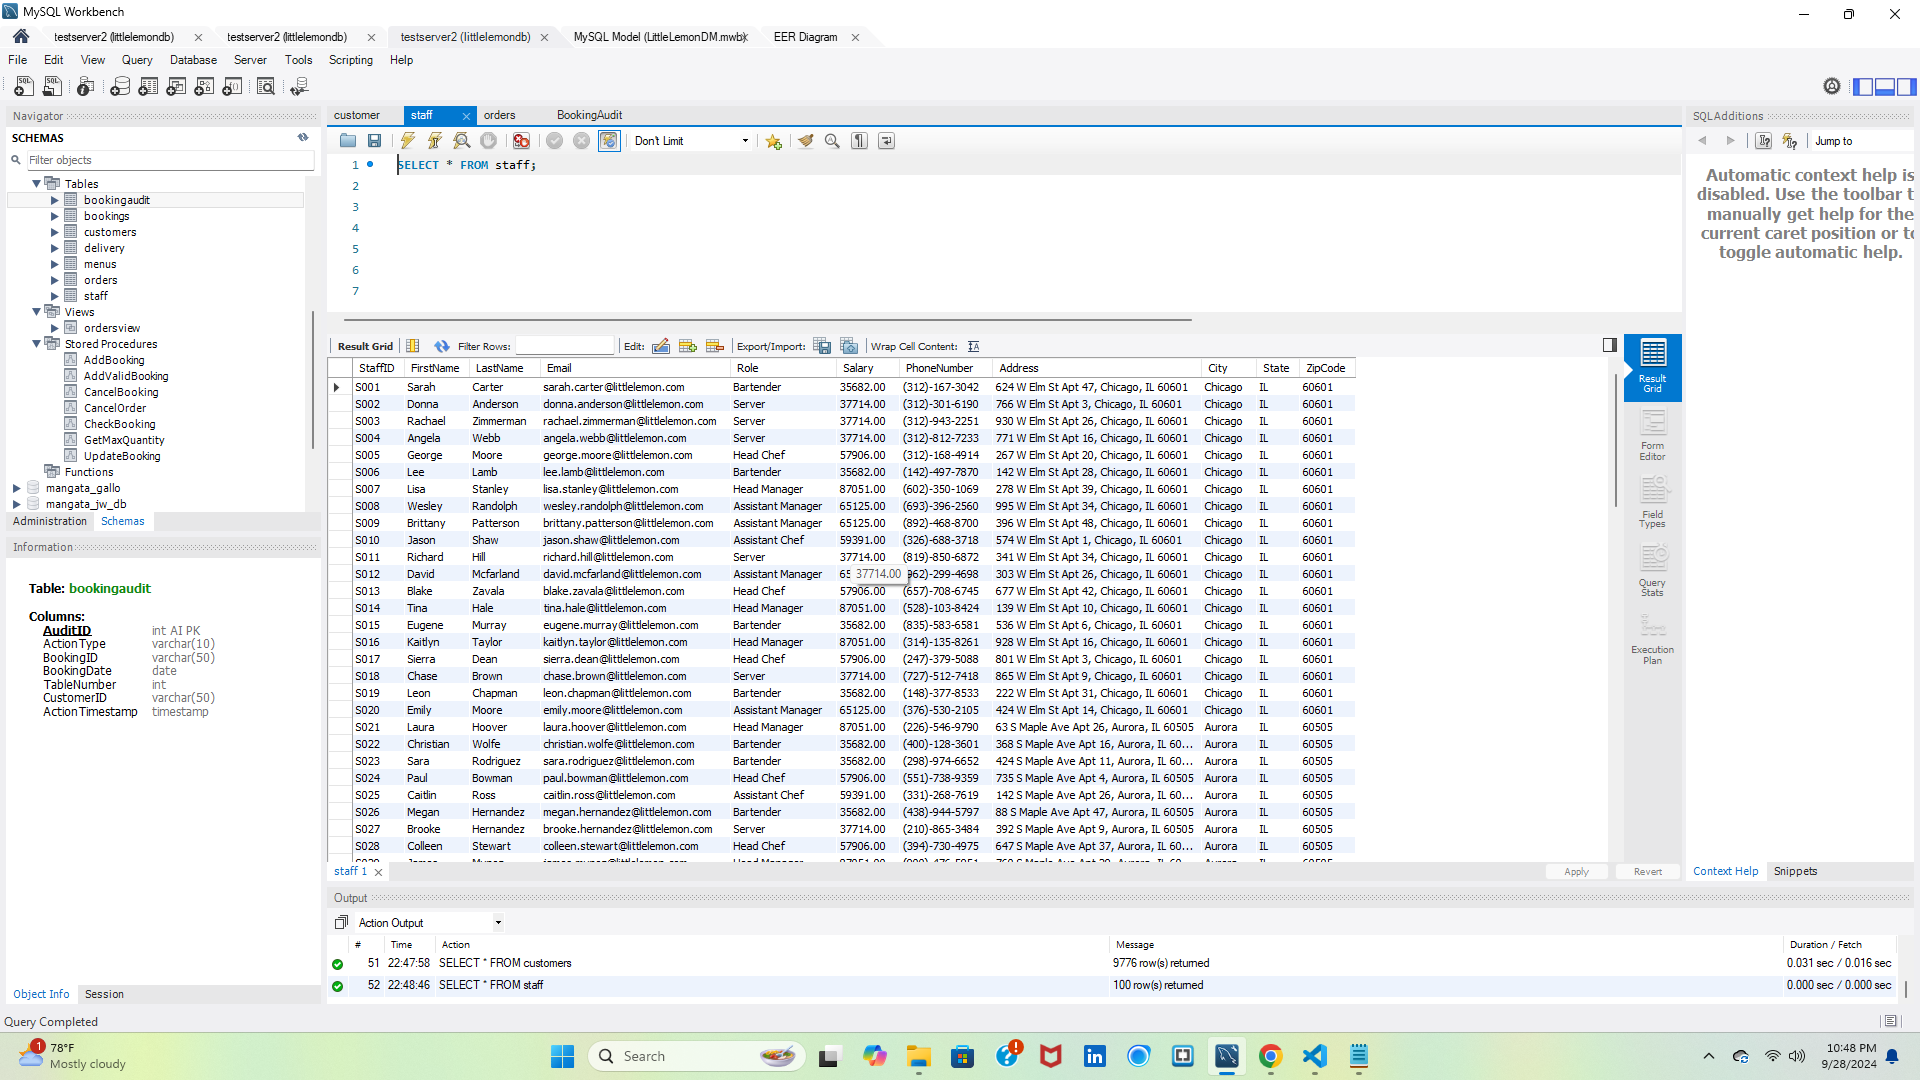 MySQL Workbench
testserver2 (littlelemondb)
testserver2 (littlelemondb)
testserver2 (littlelemondb)
MySQL Model (LittleLemonDM.mwb)
EER Diagram
File Edit View Query Database Server Tools Scripting Help
Navigator
SCHEMAS
Filter objects
Tables
bookingaudit
bookings
customers
delivery
menus
orders
staff
Views
ordersview
Stored Procedures
AddBooking
AddValidBooking
CancelBooking
CancelOrder
CheckBooking
GetMaxQuantity
UpdateBooking
Functions
mangata_gallo
mangata_jw_db
Administration Schemas
Information
Table: bookingaudit
Columns:
AuditID int AI PK
ActionType varchar(10)
BookingID varchar(50)
BookingDate date
TableNumber int
CustomerID varchar(50)
ActionTimestamp timestamp
Object Info Session
Query Completed
customer staff orders BookingAudit
Don't Limit
1 SELECT * FROM staff;
2
3
4
5
6
7
Result Grid Filter Rows: Edit: Export/Import: Wrap Cell Content:
StaffID FirstName LastName Email Role Salary PhoneNumber Address City State ZipCode
S001 Sarah Carter sarah.carter@littlelemon.com Bartender 35682.00 (312)-167-3042 624 W Elm St Apt 47, Chicago, IL 60601 Chicago IL 60601
S002 Donna Anderson donna.anderson@littlelemon.com Server 37714.00 (312)-301-6190 766 W Elm St Apt 3, Chicago, IL 60601 Chicago IL 60601
S003 Rachael Zimmerman rachael.zimmerman@littlelemon.com Server 37714.00 (312)-943-2251 930 W Elm St Apt 26, Chicago, IL 60601 Chicago IL 60601
S004 Angela Webb angela.webb@littlelemon.com Server 37714.00 (312)-812-7233 771 W Elm St Apt 16, Chicago, IL 60601 Chicago IL 60601
S005 George Moore george.moore@littlelemon.com Head Chef 57906.00 (312)-168-4914 267 W Elm St Apt 20, Chicago, IL 60601 Chicago IL 60601
S006 Lee Lamb lee.lamb@littlelemon.com Bartender 35682.00 (142)-497-7870 142 W Elm St Apt 28, Chicago, IL 60601 Chicago IL 60601
S007 Lisa Stanley lisa.stanley@littlelemon.com Head Manager 87051.00 (602)-350-1069 278 W Elm St Apt 39, Chicago, IL 60601 Chicago IL 60601
S008 Wesley Randolph wesley.randolph@littlelemon.com Assistant Manager 65125.00 (693)-396-2560 995 W Elm St Apt 34, Chicago, IL 60601 Chicago IL 60601
S009 Brittany Patterson brittany.patterson@littlelemon.com Assistant Manager 65125.00 (892)-468-8700 396 W Elm St Apt 48, Chicago, IL 60601 Chicago IL 60601
S010 Jason Shaw jason.shaw@littlelemon.com Assistant Chef 59391.00 (326)-688-3718 574 W Elm St Apt 1, Chicago, IL 60601 Chicago IL 60601
S011 Richard Hill richard.hill@littlelemon.com Server 37714.00 (819)-850-6872 341 W Elm St Apt 34, Chicago, IL 60601 Chicago IL 60601
S012 David Mcfarland david.mcfarland@littlelemon.com Assistant Manager 65 37714.00 962)-299-4698 303 W Elm St Apt 26, Chicago, IL 60601 Chicago IL 60601
S013 Blake Zavala blake.zavala@littlelemon.com Head Chef 57906.00 (657)-708-6745 677 W Elm St Apt 42, Chicago, IL 60601 Chicago IL 60601
S014 Tina Hale tina.hale@littlelemon.com Head Manager 87051.00 (528)-103-8424 139 W Elm St Apt 10, Chicago, IL 60601 Chicago IL 60601
S015 Eugene Murray eugene.murray@littlelemon.com Bartender 35682.00 (835)-583-6581 536 W Elm St Apt 6, Chicago, IL 60601 Chicago IL 60601
S016 Kaitlyn Taylor kaitlyn.taylor@littlelemon.com Head Manager 87051.00 (314)-135-8261 928 W Elm St Apt 16, Chicago, IL 60601 Chicago IL 60601
S017 Sierra Dean sierra.dean@littlelemon.com Head Chef 57906.00 (247)-379-5088 801 W Elm St Apt 3, Chicago, IL 60601 Chicago IL 60601
S018 Chase Brown chase.brown@littlelemon.com Server 37714.00 (727)-512-7418 865 W Elm St Apt 9, Chicago, IL 60601 Chicago IL 60601
S019 Leon Chapman leon.chapman@littlelemon.com Bartender 35682.00 (148)-377-8533 222 W Elm St Apt 31, Chicago, IL 60601 Chicago IL 60601
S020 Emily Moore emily.moore@littlelemon.com Assistant Manager 65125.00 (376)-530-2105 424 W Elm St Apt 14, Chicago, IL 60601 Chicago IL 60601
S021 Laura Hoover laura.hoover@littlelemon.com Head Manager 87051.00 (226)-546-9790 63 S Maple Ave Apt 26, Aurora, IL 60505 Aurora IL 60505
S022 Christian Wolfe christian.wolfe@littlelemon.com Bartender 35682.00 (400)-128-3601 368 S Maple Ave Apt 16, Aurora, IL 60... Aurora IL 60505
S023 Sara Rodriguez sara.rodriguez@littlelemon.com Bartender 35682.00 (298)-974-6652 424 S Maple Ave Apt 11, Aurora, IL 60... Aurora IL 60505
S024 Paul Bowman paul.bowman@littlelemon.com Head Chef 57906.00 (551)-738-9359 735 S Maple Ave Apt 4, Aurora, IL 60505 Aurora IL 60505
S025 Caitlin Ross caitlin.ross@littlelemon.com Assistant Chef 59391.00 (331)-268-7619 142 S Maple Ave Apt 26, Aurora, IL 60... Aurora IL 60505
S026 Megan Hernandez megan.hernandez@littlelemon.com Bartender 35682.00 (438)-944-5797 88 S Maple Ave Apt 47, Aurora, IL 60505 Aurora IL 60505
S027 Brooke Hernandez brooke.hernandez@littlelemon.com Server 37714.00 (210)-865-3484 392 S Maple Ave Apt 9, Aurora, IL 60505 Aurora IL 60505
S028 Colleen Stewart colleen.stewart@littlelemon.com Head Chef 57906.00 (394)-730-4975 647 S Maple Ave Apt 37, Aurora, IL 60... Aurora IL 60505
staff 1
Apply Revert
Result Grid
Form Editor
Field Types
Query Stats
Execution Plan
SQLAdditions
Jump to
Automatic context help is
disabled. Use the toolbar t
manually get help for the
current caret position or to
toggle automatic help.
Context Help Snippets
Output
Action Output
# Time Action Message Duration / Fetch
51 22:47:58 SELECT * FROM customers 9776 row(s) returned 0.031 sec / 0.016 sec
52 22:48:46 SELECT * FROM staff 100 row(s) returned 0.000 sec / 0.000 sec
1
78°F
Mostly cloudy
Search
10:48 PM
9/28/2024